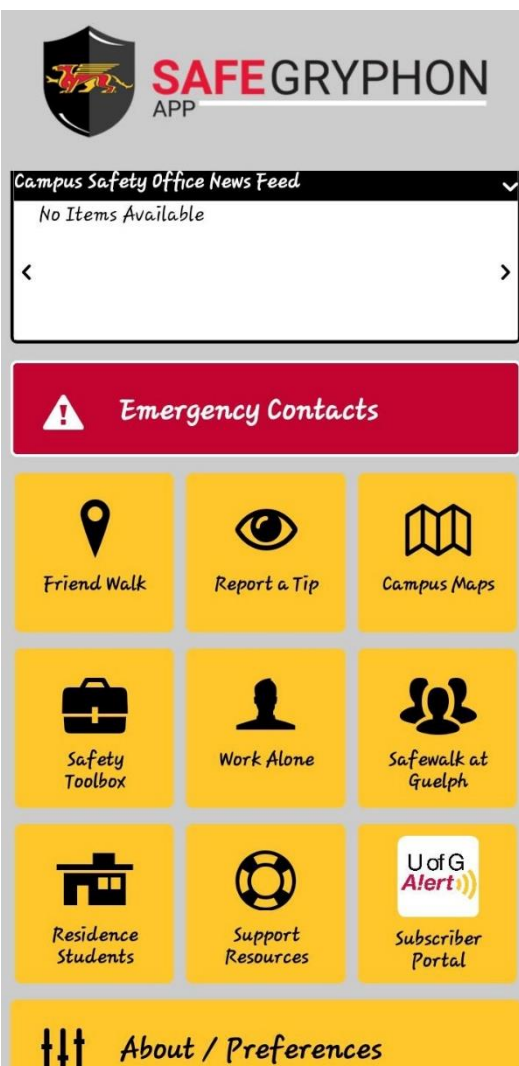 SAFEGRYPHON
APP
Campus Safety Office News Feed
No Items Available
Emergency Contacts
Friend Walk
Report a Tip
Campus Maps
Safety
Toolbox
Work Alone
Safewalk at
Guelph
Residence
Students
Support
Resources
U of G
Alert
Subscriber
Portal
About / Preferences